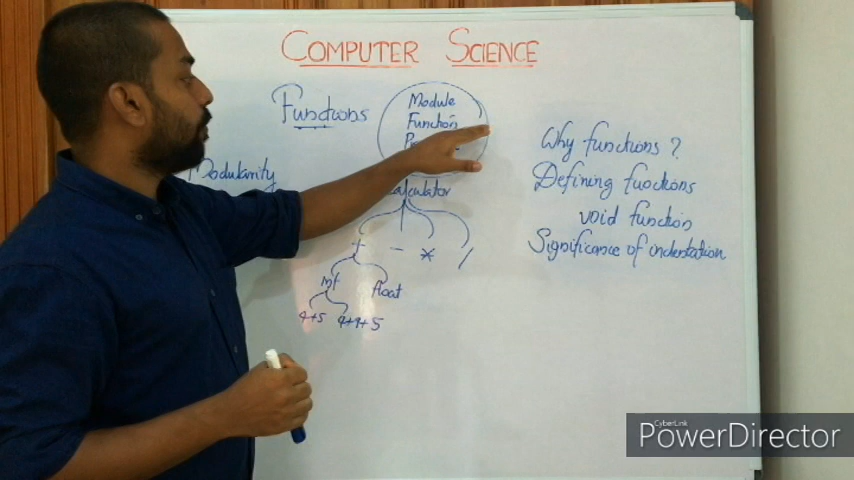 COMPUTER SCIENCE
Functions
Module
Function
Modularity
Calculator
+ - * /
int float
4+5 4+4+5
Why functions ?
Defining functions
void function
Significance of indentation
CyberLink
PowerDirector